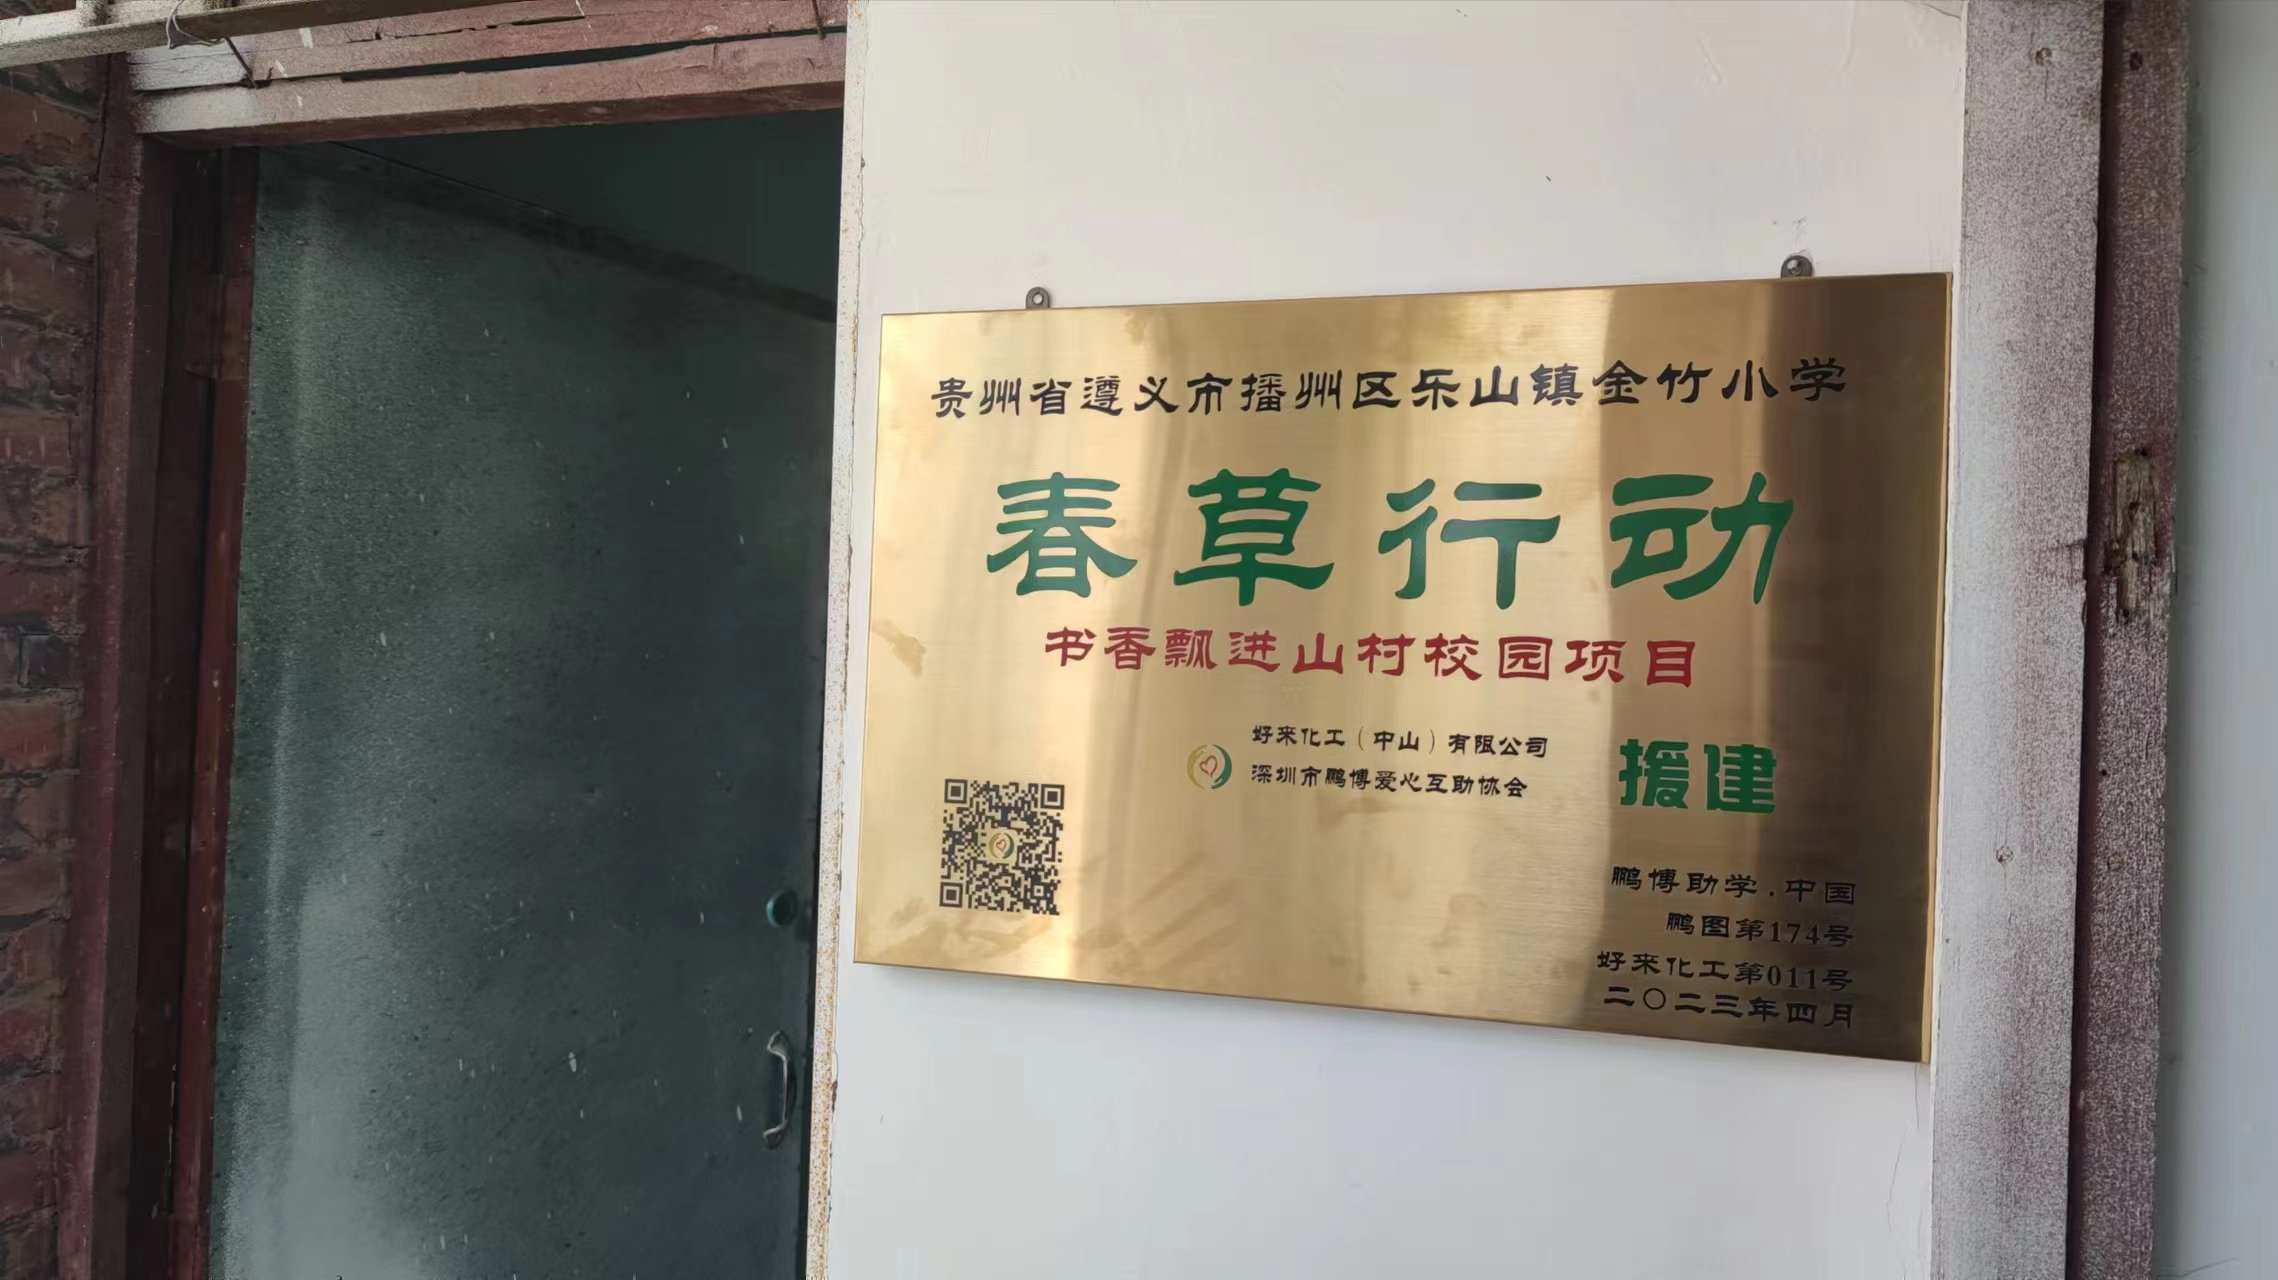 贵州省遵义市播州区乐山镇金竹小学
春草行动
书香飘进山村校园项目
好来化工（中山）有限公司
深圳市鹏博爱心互助协会
援建
鹏博助学.中国
鹏图第174号
好来化工第011号
二〇二三年四月